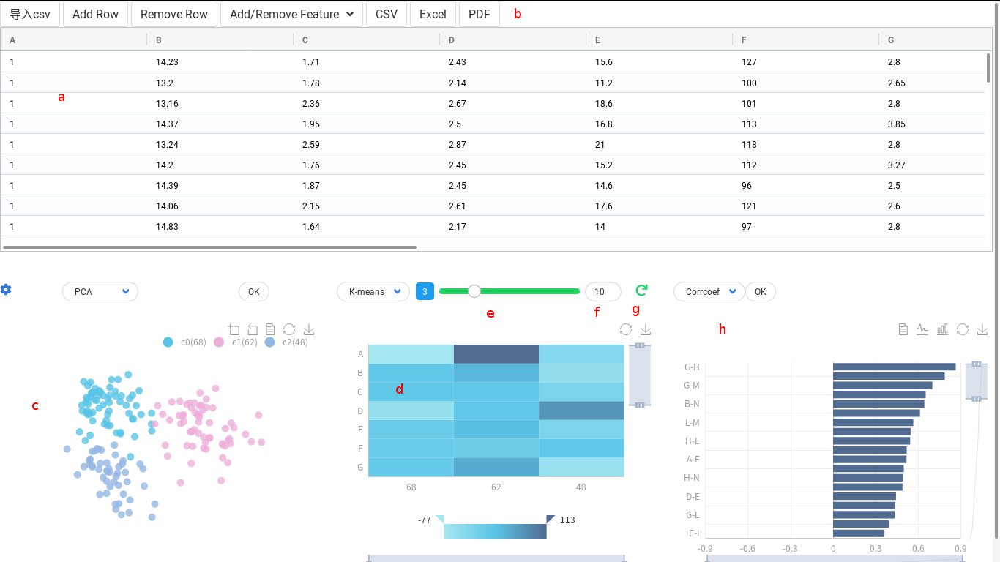 导入csv Add Row Remove Row Add/Remove Feature CSV Excel PDF b
A B C D E F G
1 14.23 1.71 2.43 15.6 127 2.8
1 13.2 1.78 2.14 11.2 100 2.65
a
1 13.16 2.36 2.67 18.6 101 2.8
1 14.37 1.95 2.5 16.8 113 3.85
1 13.24 2.59 2.87 21 118 2.8
1 14.2 1.76 2.45 15.2 112 3.27
1 14.39 1.87 2.45 14.6 96 2.5
1 14.06 2.15 2.61 17.6 121 2.6
1 14.83 1.64 2.17 14 97 2.8
PCA OK K-means 3 10 Corrcoef OK
e f g
h
c0(68) c1(62) c2(48)
c
A
B
C
D
E
F
G
d
68 62 48
-77 113
G-H
G-M
B-N
L-M
H-L
A-E
H-N
D-E
G-L
E-I
-0.9 -0.6 -0.3 0 0.3 0.6 0.9